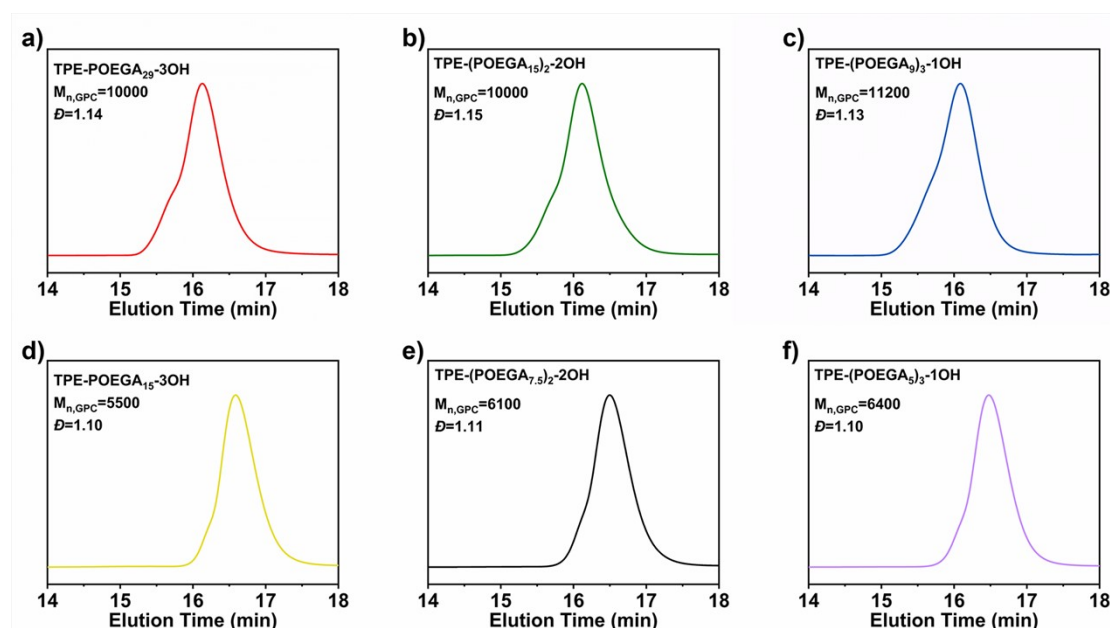 a)
TPE-POEGA₂₉-3OH
Mₙ,GPC=10000
Đ=1.14
14 15 16 17 18
Elution Time (min)
b)
TPE-(POEGA₁₅)₂-2OH
Mₙ,GPC=10000
Đ=1.15
14 15 16 17 18
Elution Time (min)
c)
TPE-(POEGA₉)₃-1OH
Mₙ,GPC=11200
Đ=1.13
14 15 16 17 18
Elution Time (min)
d)
TPE-POEGA₁₅-3OH
Mₙ,GPC=5500
Đ=1.10
14 15 16 17 18
Elution Time (min)
e)
TPE-(POEGA₇.₅)₂-2OH
Mₙ,GPC=6100
Đ=1.11
14 15 16 17 18
Elution Time (min)
f)
TPE-(POEGA₅)₃-1OH
Mₙ,GPC=6400
Đ=1.10
14 15 16 17 18
Elution Time (min)